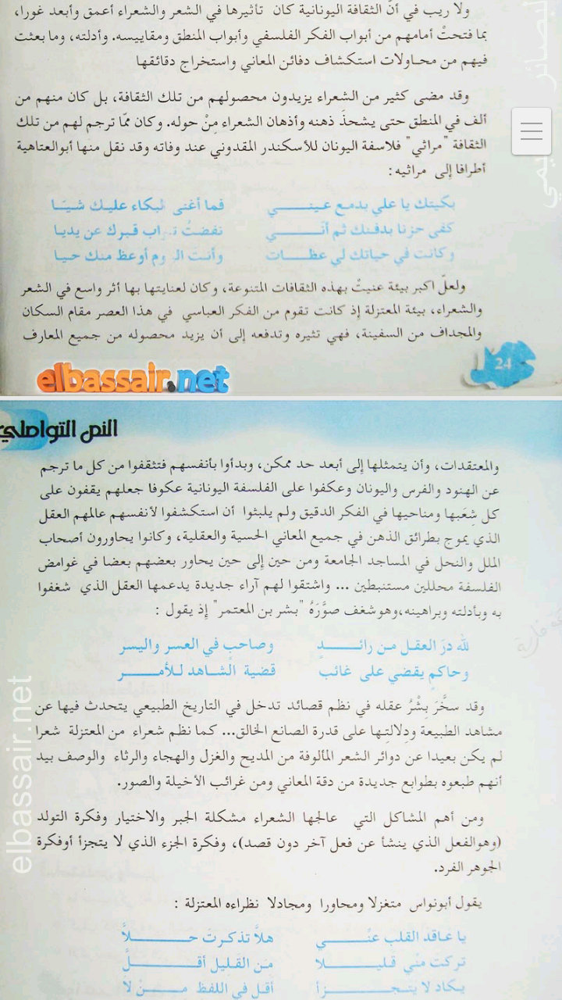 ولا ريب في أنّ الثقافة اليونانية كان تأثيرها في الشعر والشعراء أعمق وأبعد غورا،
بما فتحتْ أمامهم من أبواب الفكر الفلسفي وأبواب المنطق ومقاييسه. وأدلته، وما بعثت
فيهم من محاولات استكشاف دفائن المعاني واستخراج دقائقها
وقد مضى كثير من الشعراء يزيدون محصولهم من تلك الثقافة، بل كان منهم من
ألف في المنطق حتى يشحذَ ذهنه وأذهان الشعراء مِنْ حوله. وكان ممّا ترجم لهم من تلك
الثقافة "مراثي" فلاسفة اليونان للأسكندر المقدوني عند وفاته وقد نقل منها أبوالعتاهية
أطرافا إلى مراثيه:
بكيتك يا علي بدمع عيني فما أغنى البكاء عليك شيّا
كفى حزنا بدفنك ثم أنّي نفضتُ تراب قبرك عن يديا
وكانت في حياتك لي عظات وأنتَ اليوم أوعظ منك حيا
ولعلّ اكبر بيئة عنيتْ بهذه الثقافات المتنوعة، وكان لعنايتها بها أثر واسع في الشعر
والشعراء، بيئة المعتزلة إذ كانت تقوم من الفكر العباسي في هذا العصر مقام السكان
والمجداف من السفينة، فهي تثيره وتدفعه إلى أن يزيد محصوله من جميع المعارف
24
elbassair.net
النص التواصلي
والمعتقدات، وأن يتمثلها إلى أبعد حد ممكن، وبدأوا بأنفسهم فتثقفوا من كل ما ترجم
عن الهنود والفرس واليونان وعكفوا على الفلسفة اليونانية عكوفا جعلهم يقفون على
كل شِعَبها ومناحيها في الفكر الدقيق ولم يلبثوا أن استكشفوا لأنفسهم عالمهم العقل
الذي يموج بطرائق الذهن في جميع المعاني الحسية والعقلية، وكانوا يحاورون أصحاب
الملل والنحل في المساجد الجامعة ومن حين إلى حين يحاور بعضهم بعضا في غوامض
الفلسفة محللين مستنبطين ... واشتقوا لهم آراء جديدة يدعمها العقل الذي شغفوا
به وبأدلته وبراهينه،وهوشغف صوَّرَهُ "بشر بن المعتمر" إذ يقول :
لله درّ العقل من رائد وصاحبٍ في العسر واليسر
وحاكمٍ يقضي على غائب قضية الشاهد للأمر
وقد سخَّرَ بِشْرُ عقله في نظم قصائد تدخل في التاريخ الطبيعي يتحدث فيها عن
مشاهد الطبيعة ودِلالتِها على قدرة الصانع الخالق... كما نظم شعراء من المعتزلة شعرا
لم يكن بعيدا عن دوائر الشعر المألوفة من المديح والغزل والهجاء والرثاء والوصف بيد
أنهم طبعوه بطوابع جديدة من دقة المعاني ومن غرائب الأخيلة والصور.
ومن أهم المشاكل التي عالجها الشعراء مشكلة الجبر والاختيار وفكرة التولد
(وهوالفعل الذي ينشأ عن فعل آخر دون قصد)، وفكرة الجزء الذي لا يتجزأ أوفكرة
الجوهر الفرد.
يقول أبونواس متغزلا ومحاورا ومجادلا نظراءه المعتزلة :
يا عاقد القلب عنّي هلاَّ تذكرتَ حلاَّ
تركت منّي قليلا من القليل أقلَّ
يكاد لا يتجزأ أقل في اللفظ من لا
elbassair.net